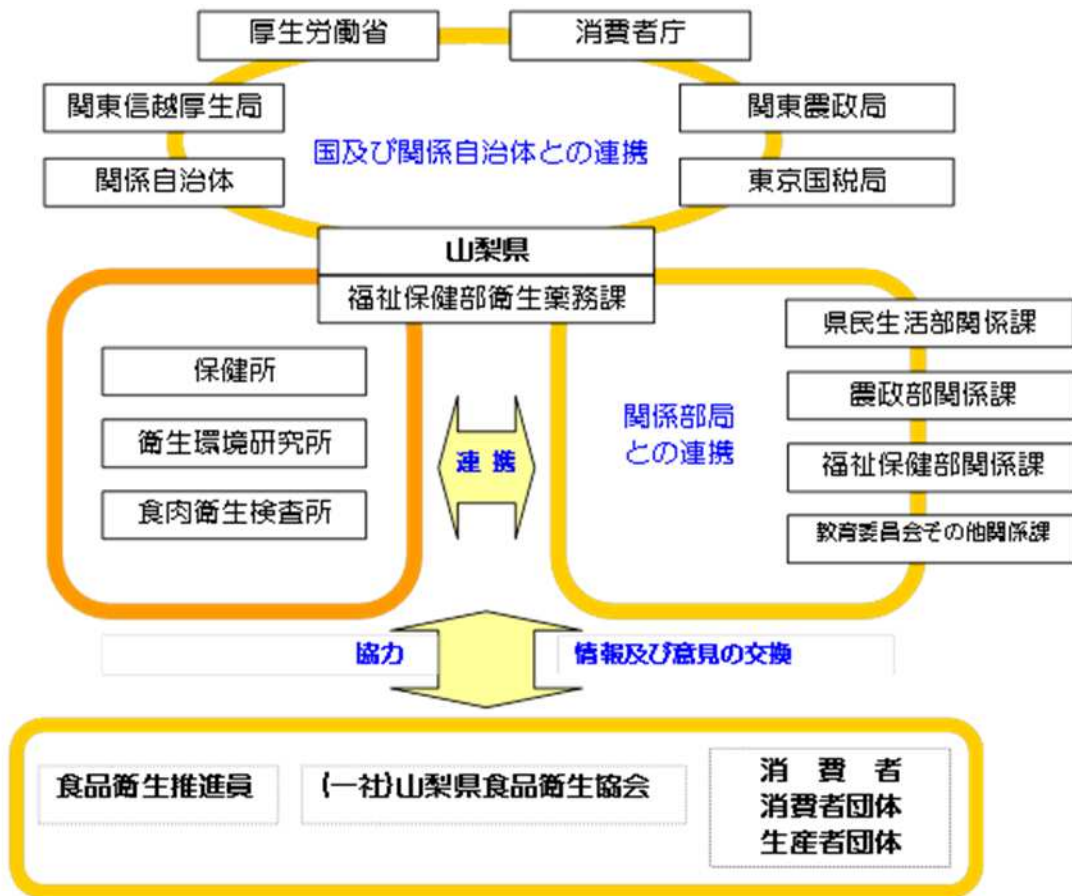 厚生労働省
消費者庁
関東信越厚生局
関東農政局
国及び関係自治体との連携
関係自治体
東京国税局
山梨県
福祉保健部衛生薬務課
保健所
衛生環境研究所
食肉衛生検査所
連 携
関係部局
との連携
県民生活部関係課
農政部関係課
福祉保健部関係課
教育委員会その他関係課
協力
情報及び意見の交換
食品衛生推進員
(一社)山梨県食品衛生協会
消 費 者
消費者団体
生産者団体